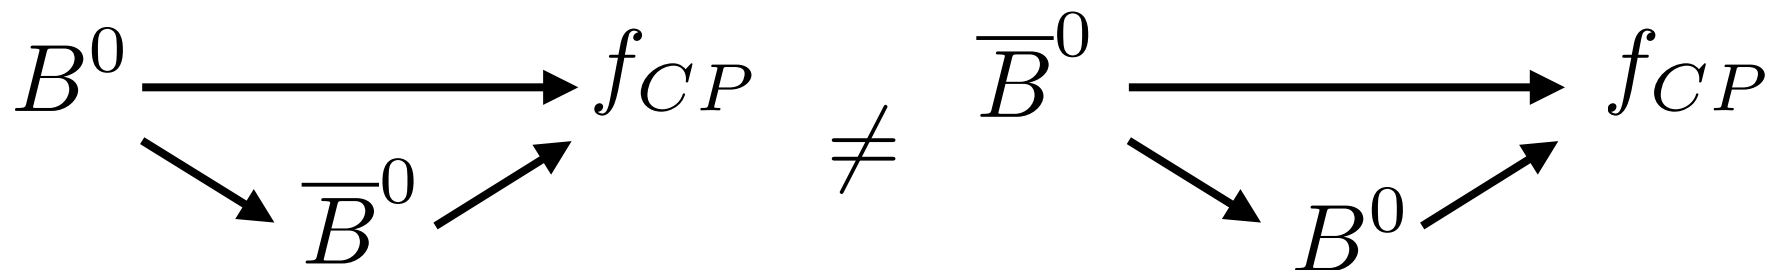 B⁰ → f_CP ≠ B̅⁰ → f_CP
B̅⁰ B⁰